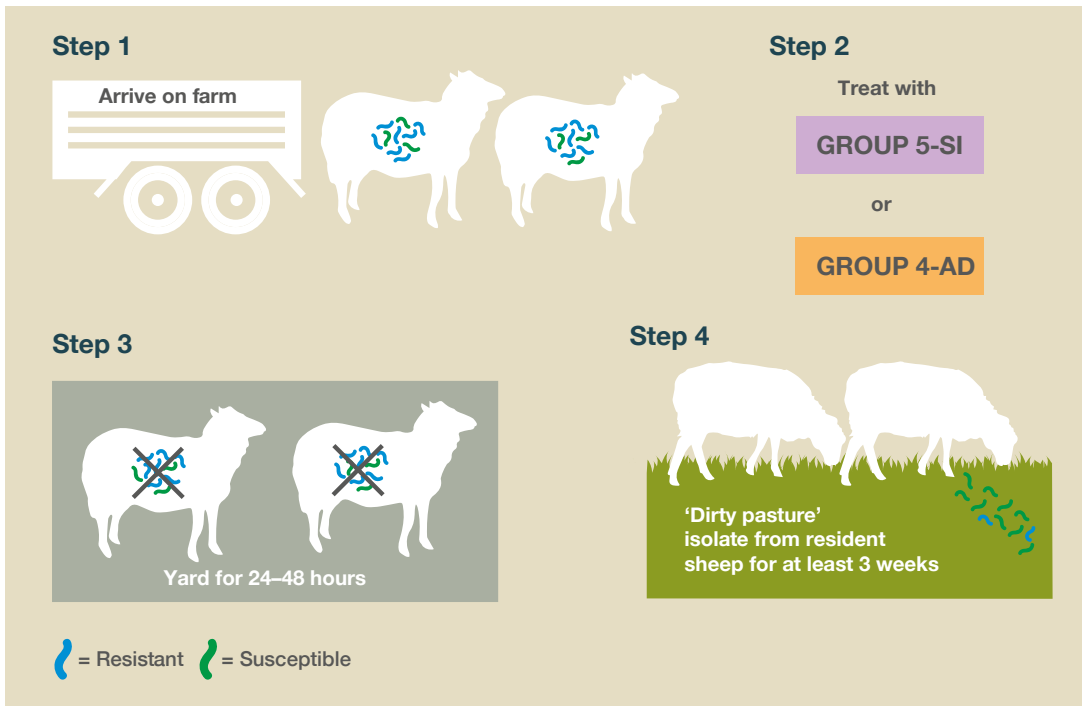 Step 1
Arrive on farm
Step 2
Treat with
GROUP 5-SI
or
GROUP 4-AD
Step 3
Yard for 24–48 hours
Step 4
‘Dirty pasture’
isolate from resident
sheep for at least 3 weeks
= Resistant
= Susceptible